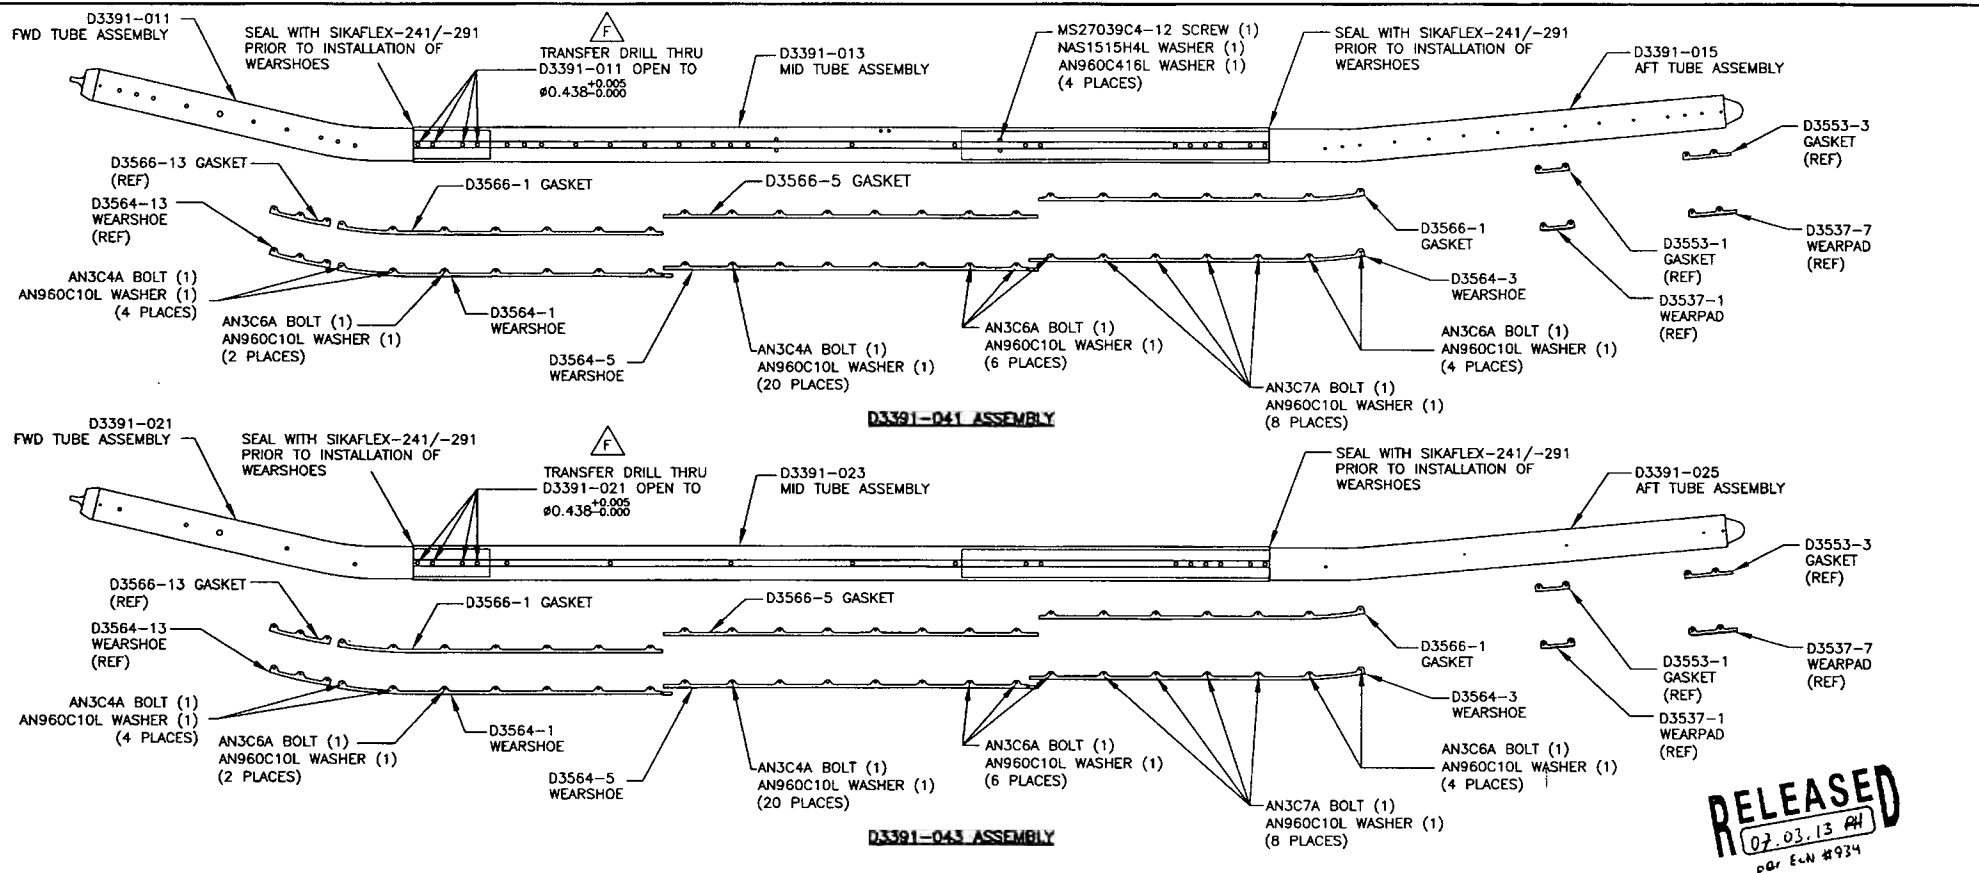 D3391-011
FWD TUBE ASSEMBLY
SEAL WITH SIKAFLEX-241/-291
PRIOR TO INSTALLATION OF
WEARSHOES
F
TRANSFER DRILL THRU
D3391-011 OPEN TO
ø0.438+0.005-0.000
D3391-013
MID TUBE ASSEMBLY
MS27039C4-12 SCREW (1)
NAS1515H4L WASHER (1)
AN960C416L WASHER (1)
(4 PLACES)
SEAL WITH SIKAFLEX-241/-291
PRIOR TO INSTALLATION OF
WEARSHOES
D3391-015
AFT TUBE ASSEMBLY
D3553-3
GASKET
(REF)
D3566-13 GASKET
(REF)
D3566-1 GASKET
D3566-5 GASKET
D3564-13
WEARSHOE
(REF)
D3566-1
GASKET
D3553-1
GASKET
(REF)
D3537-7
WEARPAD
(REF)
AN3C4A BOLT (1)
AN960C10L WASHER (1)
(4 PLACES)
D3564-3
WEARSHOE
D3537-1
WEARPAD
(REF)
AN3C6A BOLT (1)
AN960C10L WASHER (1)
(2 PLACES)
D3564-1
WEARSHOE
D3564-5
WEARSHOE
AN3C4A BOLT (1)
AN960C10L WASHER (1)
(20 PLACES)
AN3C6A BOLT (1)
AN960C10L WASHER (1)
(6 PLACES)
AN3C6A BOLT (1)
AN960C10L WASHER (1)
(4 PLACES)
AN3C7A BOLT (1)
AN960C10L WASHER (1)
(8 PLACES)
D3391-041 ASSEMBLY
D3391-021
FWD TUBE ASSEMBLY
SEAL WITH SIKAFLEX-241/-291
PRIOR TO INSTALLATION OF
WEARSHOES
F
TRANSFER DRILL THRU
D3391-021 OPEN TO
ø0.438+0.005-0.000
D3391-023
MID TUBE ASSEMBLY
SEAL WITH SIKAFLEX-241/-291
PRIOR TO INSTALLATION OF
WEARSHOES
D3391-025
AFT TUBE ASSEMBLY
D3553-3
GASKET
(REF)
D3566-13 GASKET
(REF)
D3566-1 GASKET
D3566-5 GASKET
D3564-13
WEARSHOE
(REF)
D3566-1
GASKET
D3553-1
GASKET
(REF)
D3537-7
WEARPAD
(REF)
AN3C4A BOLT (1)
AN960C10L WASHER (1)
(4 PLACES)
D3564-3
WEARSHOE
D3537-1
WEARPAD
(REF)
AN3C6A BOLT (1)
AN960C10L WASHER (1)
(2 PLACES)
D3564-1
WEARSHOE
D3564-5
WEARSHOE
AN3C4A BOLT (1)
AN960C10L WASHER (1)
(20 PLACES)
AN3C6A BOLT (1)
AN960C10L WASHER (1)
(6 PLACES)
AN3C6A BOLT (1)
AN960C10L WASHER (1)
(4 PLACES)
AN3C7A BOLT (1)
AN960C10L WASHER (1)
(8 PLACES)
D3391-043 ASSEMBLY
RELEASED
07.03.13 PH
per ECN #934